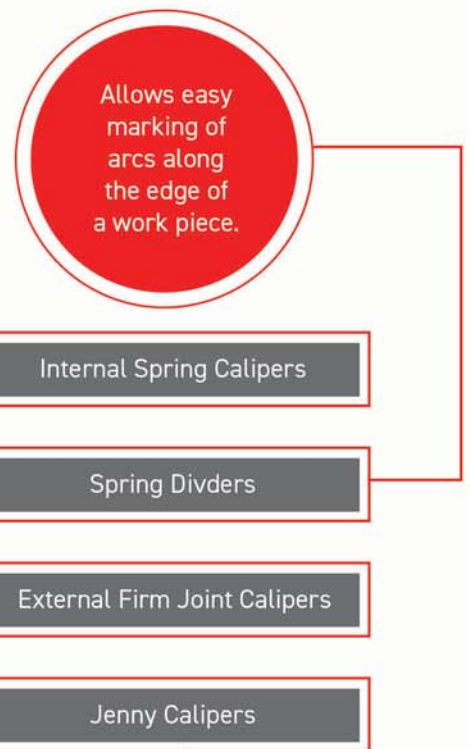 Allows easy
marking of
arcs along
the edge of
a work piece.
Internal Spring Calipers
Spring Divders
External Firm Joint Calipers
Jenny Calipers